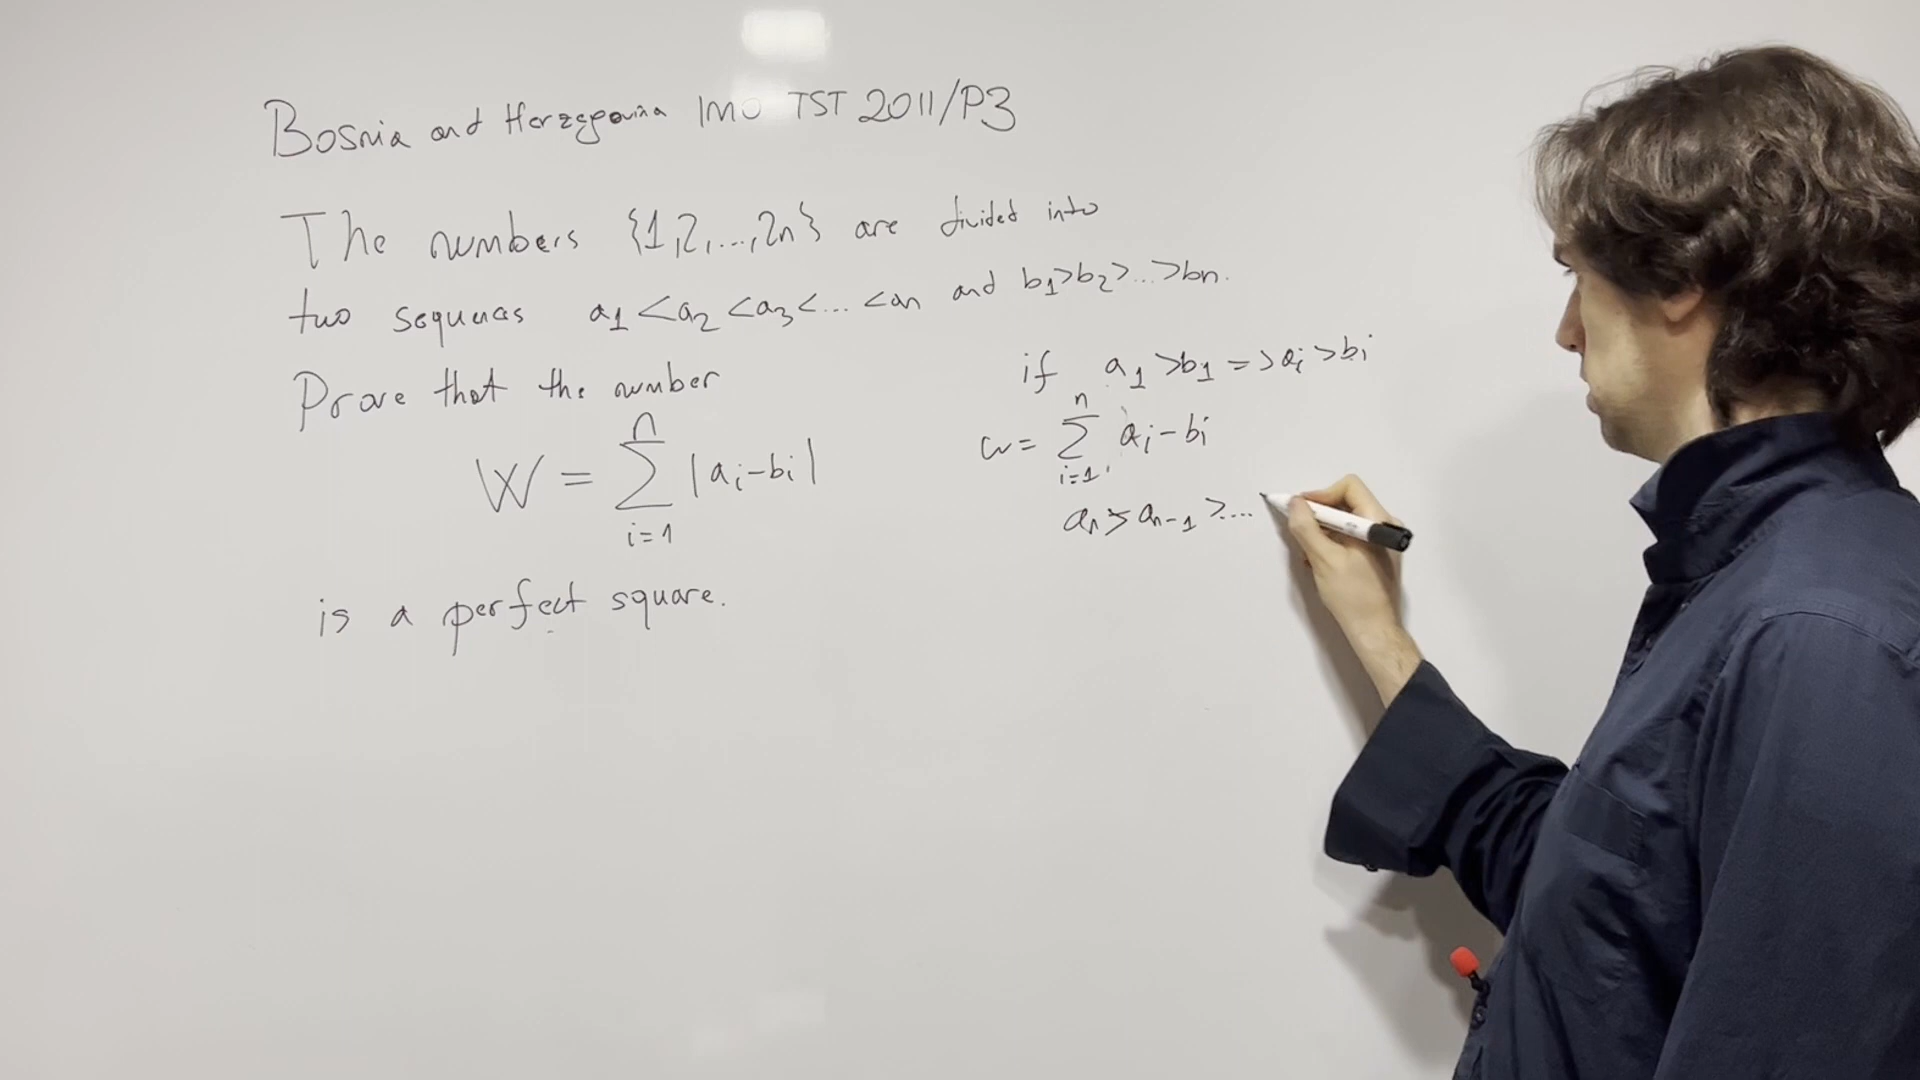 Bosnia and Herzegovina IMO TST 2011/P3
The numbers {1,2,...,2n} are divided into
two sequences a₁<a₂<a₃<...<aₙ and b₁>b₂>...>bₙ.
Prove that the number
W = ∑_{i=1}^{n} |aᵢ-bᵢ|
is a perfect square.
if a₁>b₁ => aᵢ>bᵢ
W = ∑_{i=1}^{n} aᵢ-bᵢ
aₙ>aₙ₋₁>....